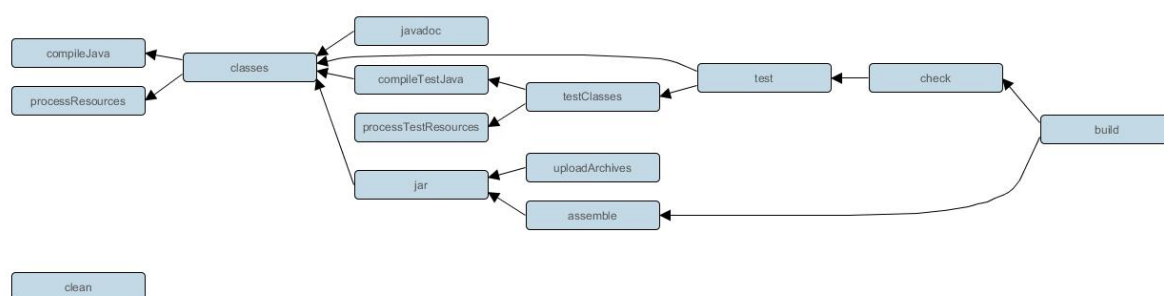 javadoc
compileJava
classes
test
check
compileTestJava
testClasses
processResources
processTestResources
build
uploadArchives
jar
assemble
clean